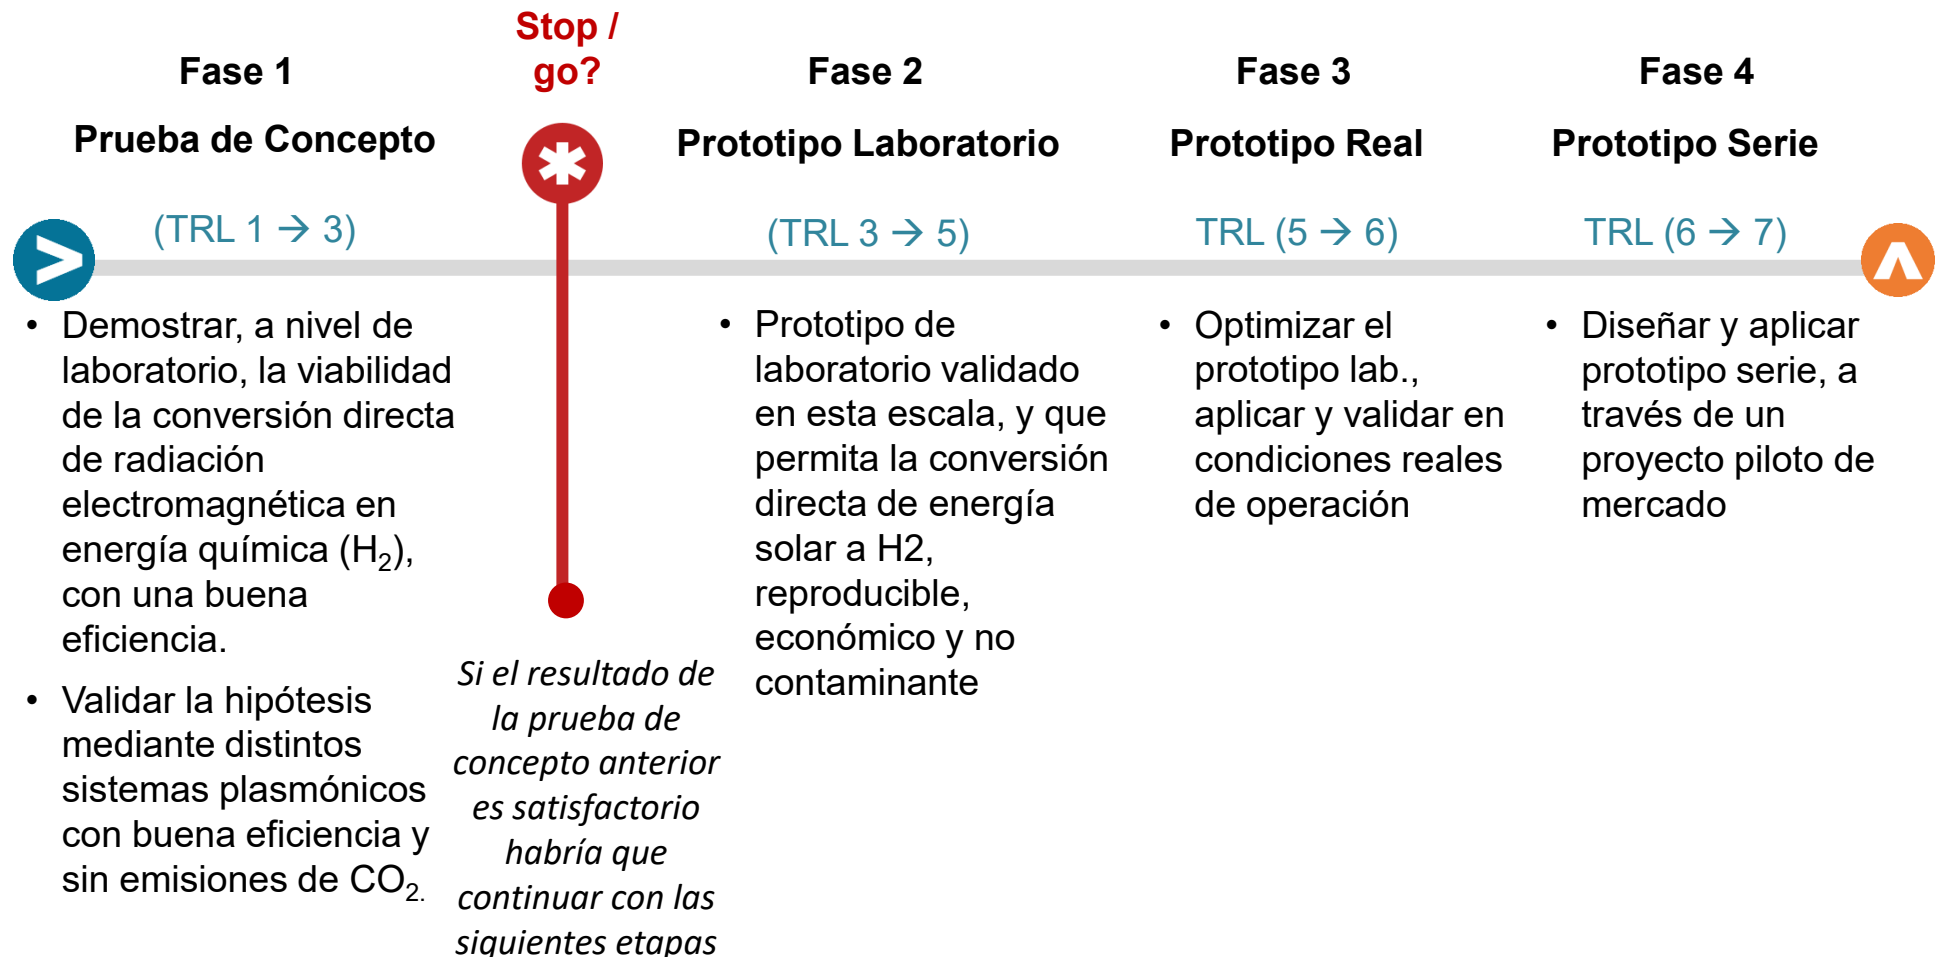 Fase 1
Prueba de Concepto
(TRL 1 → 3)
• Demostrar, a nivel de
laboratorio, la viabilidad
de la conversión directa
de radiación
electromagnética en
energía química (H₂),
con una buena
eficiencia.
• Validar la hipótesis
mediante distintos
sistemas plasmónicos
con buena eficiencia y
sin emisiones de CO₂.
Stop /
go?
Si el resultado de
la prueba de
concepto anterior
es satisfactorio
habría que
continuar con las
siguientes etapas
Fase 2
Prototipo Laboratorio
(TRL 3 → 5)
• Prototipo de
laboratorio validado
en esta escala, y que
permita la conversión
directa de energía
solar a H2,
reproducible,
económico y no
contaminante
Fase 3
Prototipo Real
TRL (5 → 6)
• Optimizar el
prototipo lab.,
aplicar y validar en
condiciones reales
de operación
Fase 4
Prototipo Serie
TRL (6 → 7)
• Diseñar y aplicar
prototipo serie, a
través de un
proyecto piloto de
mercado